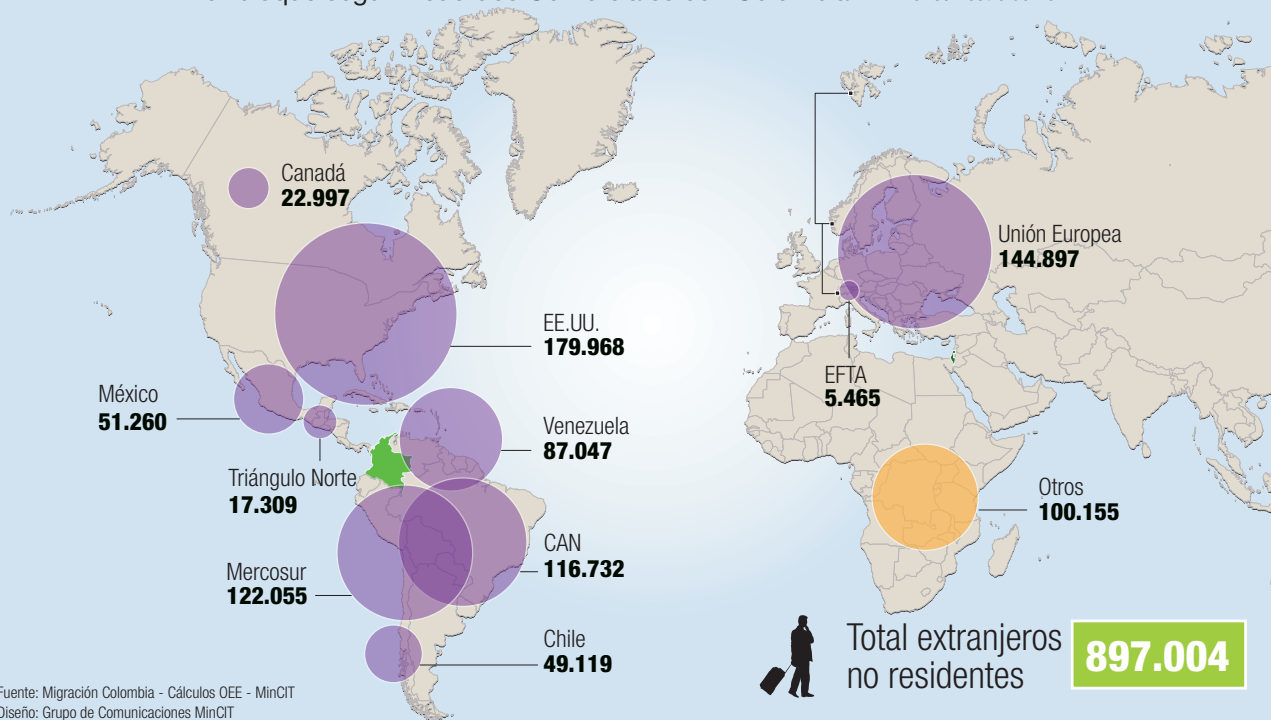 Canadá
22.997
EE.UU.
179.968
México
51.260
Triángulo Norte
17.309
Venezuela
87.047
CAN
116.732
Mercosur
122.055
Chile
49.119
Unión Europea
144.897
EFTA
5.465
Otros
100.155
Total extranjeros
no residentes
897.004
Fuente: Migración Colombia - Cálculos OEE - MinCIT
Diseño: Grupo de Comunicaciones MinCIT